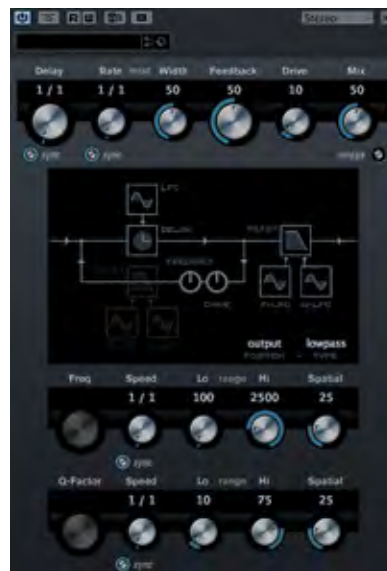 R W
Stereo
Delay Rate mod Width Feedback Drive Mix
1 / 1 1 / 1 50 50 10 50
sync sync
LFO
DELAY FILTER
FEEDBACK
DRIVE
output lowpass
POSITION - TYPE
Freq Speed Lo range Hi Spatial
1 / 1 100 2500 25
sync
Q-Factor Speed Lo range Hi Spatial
1 / 1 10 75 25
sync